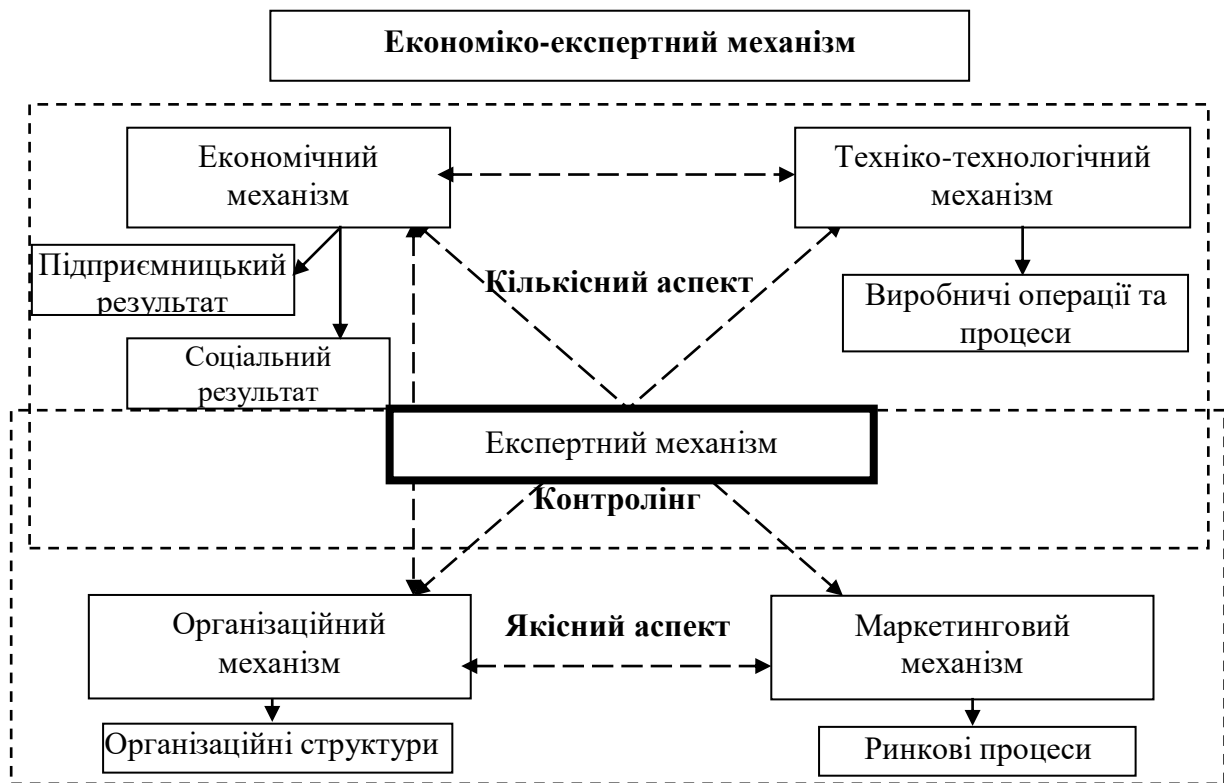 Економіко-експертний механізм
Економічний
механізм
Техніко-технологічний
механізм
Підприємницький
результат
Кількісний аспект
Виробничі операції та
процеси
Соціальний
результат
Експертний механізм
Контролінг
Організаційний
механізм
Якісний аспект
Маркетинговий
механізм
Організаційні структури
Ринкові процеси